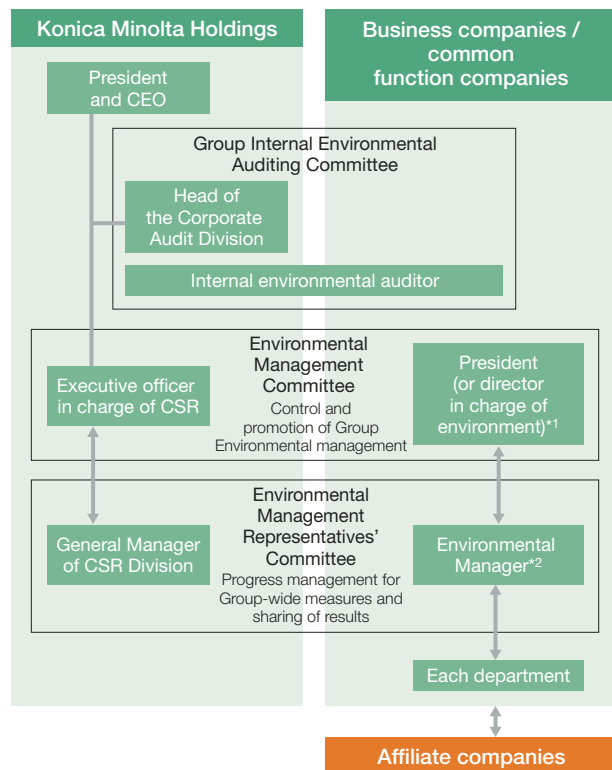 Konica Minolta Holdings
Business companies /
common
function companies
President
and CEO
Group Internal Environmental
Auditing Committee
Head of
the Corporate
Audit Division
Internal environmental auditor
Environmental
Management
Committee
Control and
promotion of Group
Environmental management
Executive officer
in charge of CSR
President
(or director
in charge of
environment)*1
Environmental
Management
Representatives’
Committee
Progress management for
Group-wide measures and
sharing of results
General Manager
of CSR Division
Environmental
Manager*2
Each department
Affiliate companies